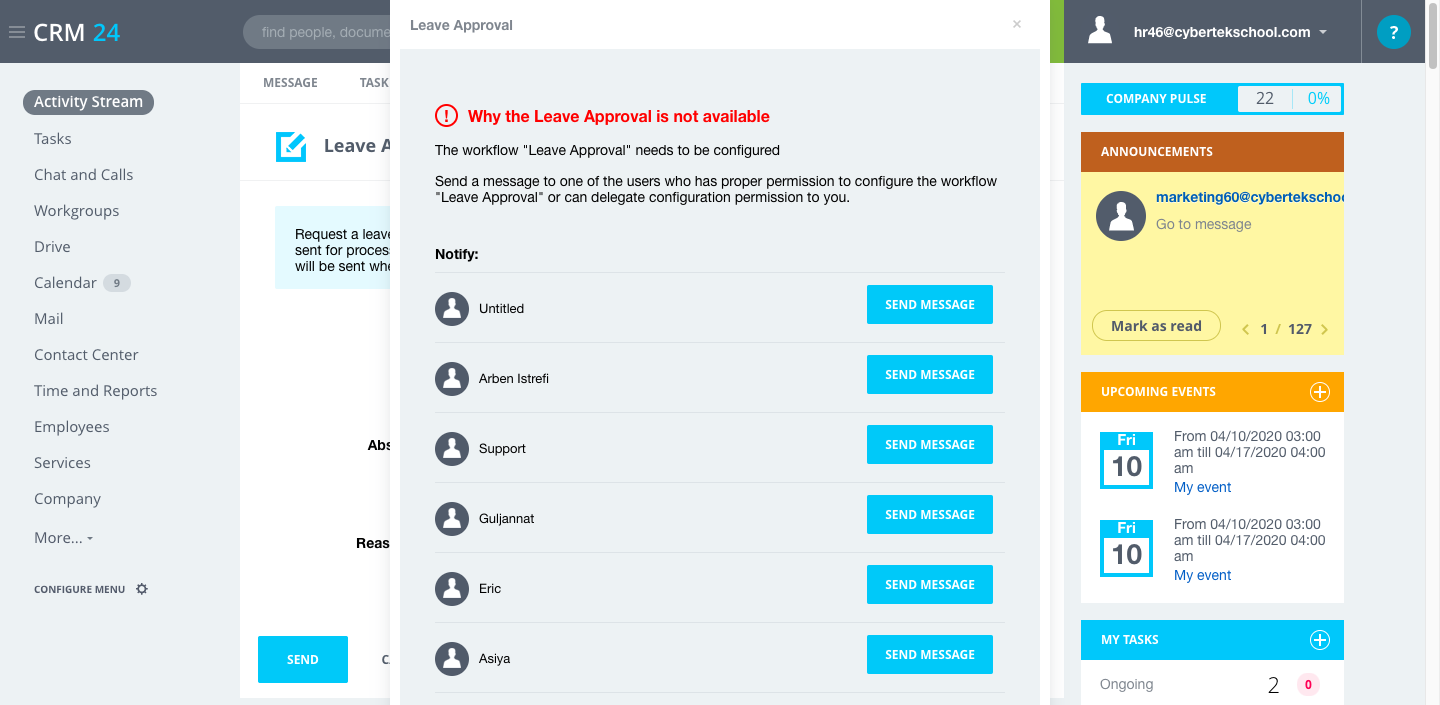 CRM 24
find people, docume
hr46@cybertekschool.com
?
Activity Stream
Tasks
Chat and Calls
Workgroups
Drive
Calendar 9
Mail
Contact Center
Time and Reports
Employees
Services
Company
More...
CONFIGURE MENU
MESSAGE TASK
Leave A
Request a leave
sent for process
will be sent whe
Abs
Reas
SEND
Leave Approval
×
! Why the Leave Approval is not available
The workflow "Leave Approval" needs to be configured
Send a message to one of the users who has proper permission to configure the workflow
"Leave Approval" or can delegate configuration permission to you.
Notify:
Untitled SEND MESSAGE
Arben Istrefi SEND MESSAGE
Support SEND MESSAGE
Guljannat SEND MESSAGE
Eric SEND MESSAGE
Asiya SEND MESSAGE
COMPANY PULSE 22 0%
ANNOUNCEMENTS
marketing60@cybertekschoo
Go to message
Mark as read 1 / 127
UPCOMING EVENTS
Fri
10
From 04/10/2020 03:00
am till 04/17/2020 04:00
am
My event
Fri
10
From 04/10/2020 03:00
am till 04/17/2020 04:00
am
My event
MY TASKS
Ongoing 2 0